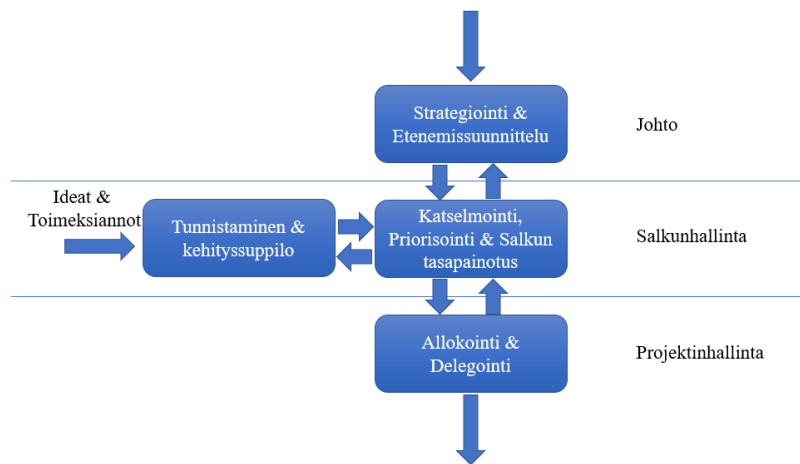 Strategiointi &
Etenemissuunnittelu
Johto
Ideat &
Toimeksiannot
Tunnistaminen &
kehityssuppilo
Katselmointi,
Priorisointi & Salkun
tasapainotus
Salkunhallinta
Allokointi &
Delegointi
Projektinhallinta